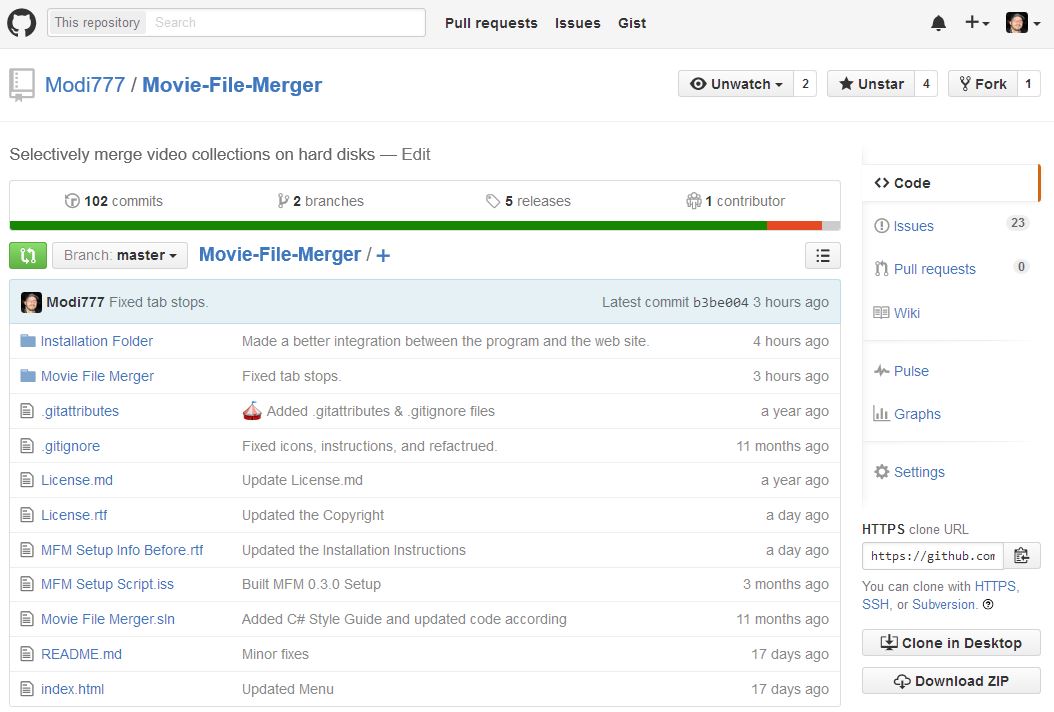 This repository Search Pull requests Issues Gist
Modi777 / Movie-File-Merger Unwatch 2 Unstar 4 Fork 1
Selectively merge video collections on hard disks — Edit
102 commits 2 branches 5 releases 1 contributor
Branch: master Movie-File-Merger / +
Modi777 Fixed tab stops. Latest commit b3be004 3 hours ago
Installation Folder Made a better integration between the program and the web site. 4 hours ago
Movie File Merger Fixed tab stops. 3 hours ago
.gitattributes Added .gitattributes & .gitignore files a year ago
.gitignore Fixed icons, instructions, and refactrued. 11 months ago
License.md Update License.md a year ago
License.rtf Updated the Copyright a day ago
MFM Setup Info Before.rtf Updated the Installation Instructions a day ago
MFM Setup Script.iss Built MFM 0.3.0 Setup 3 months ago
Movie File Merger.sln Added C# Style Guide and updated code according 11 months ago
README.md Minor fixes 17 days ago
index.html Updated Menu 17 days ago
Code
Issues 23
Pull requests 0
Wiki
Pulse
Graphs
Settings
HTTPS clone URL
https://github.com
You can clone with HTTPS,
SSH, or Subversion.
Clone in Desktop
Download ZIP